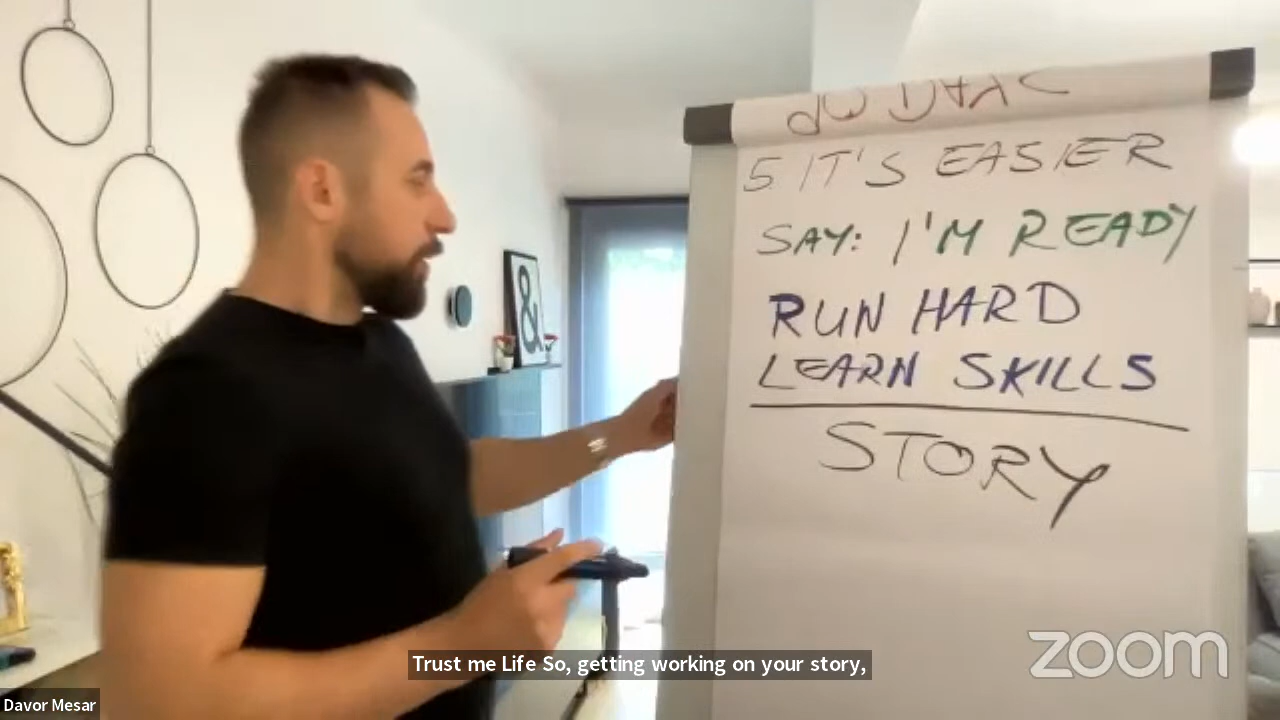 5. IT'S EASIER
SAY: I'M READY
RUN HARD
LEARN SKILLS
STORY
&
zoom
Trust me Life So, getting working on your story,
Davor Mesar